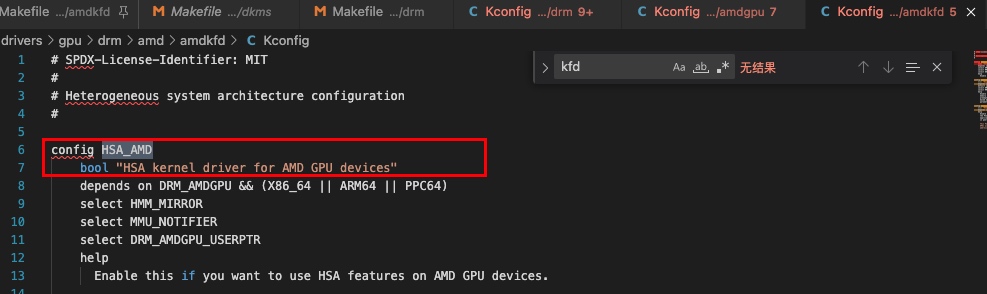 Makefile .../amdkfd
Makefile .../dkms
Makefile .../drm
Kconfig .../drm 9+
Kconfig .../amdgpu 7
Kconfig .../amdkfd 5
drivers > gpu > drm > amd > amdkfd > C Kconfig
kfd
Aa ab .* 无结果
1 # SPDX-License-Identifier: MIT
2 #
3 # Heterogeneous system architecture configuration
4 #
5
6 config HSA_AMD
7 bool "HSA kernel driver for AMD GPU devices"
8 depends on DRM_AMDGPU && (X86_64 || ARM64 || PPC64)
9 select HMM_MIRROR
10 select MMU_NOTIFIER
11 select DRM_AMDGPU_USERPTR
12 help
13 Enable this if you want to use HSA features on AMD GPU devices.
14